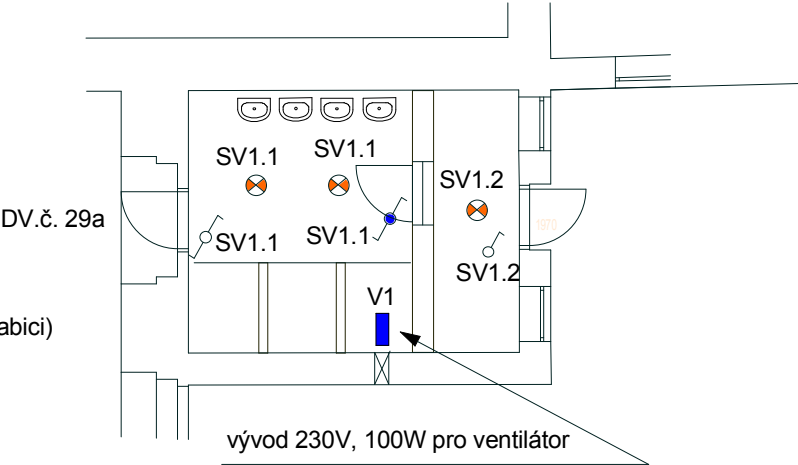 SV1.1
SV1.1
SV1.2
DV.č. 29a
SV1.1
SV1.1
1970
SV1.2
V1
abici)
vývod 230V, 100W pro ventilátor